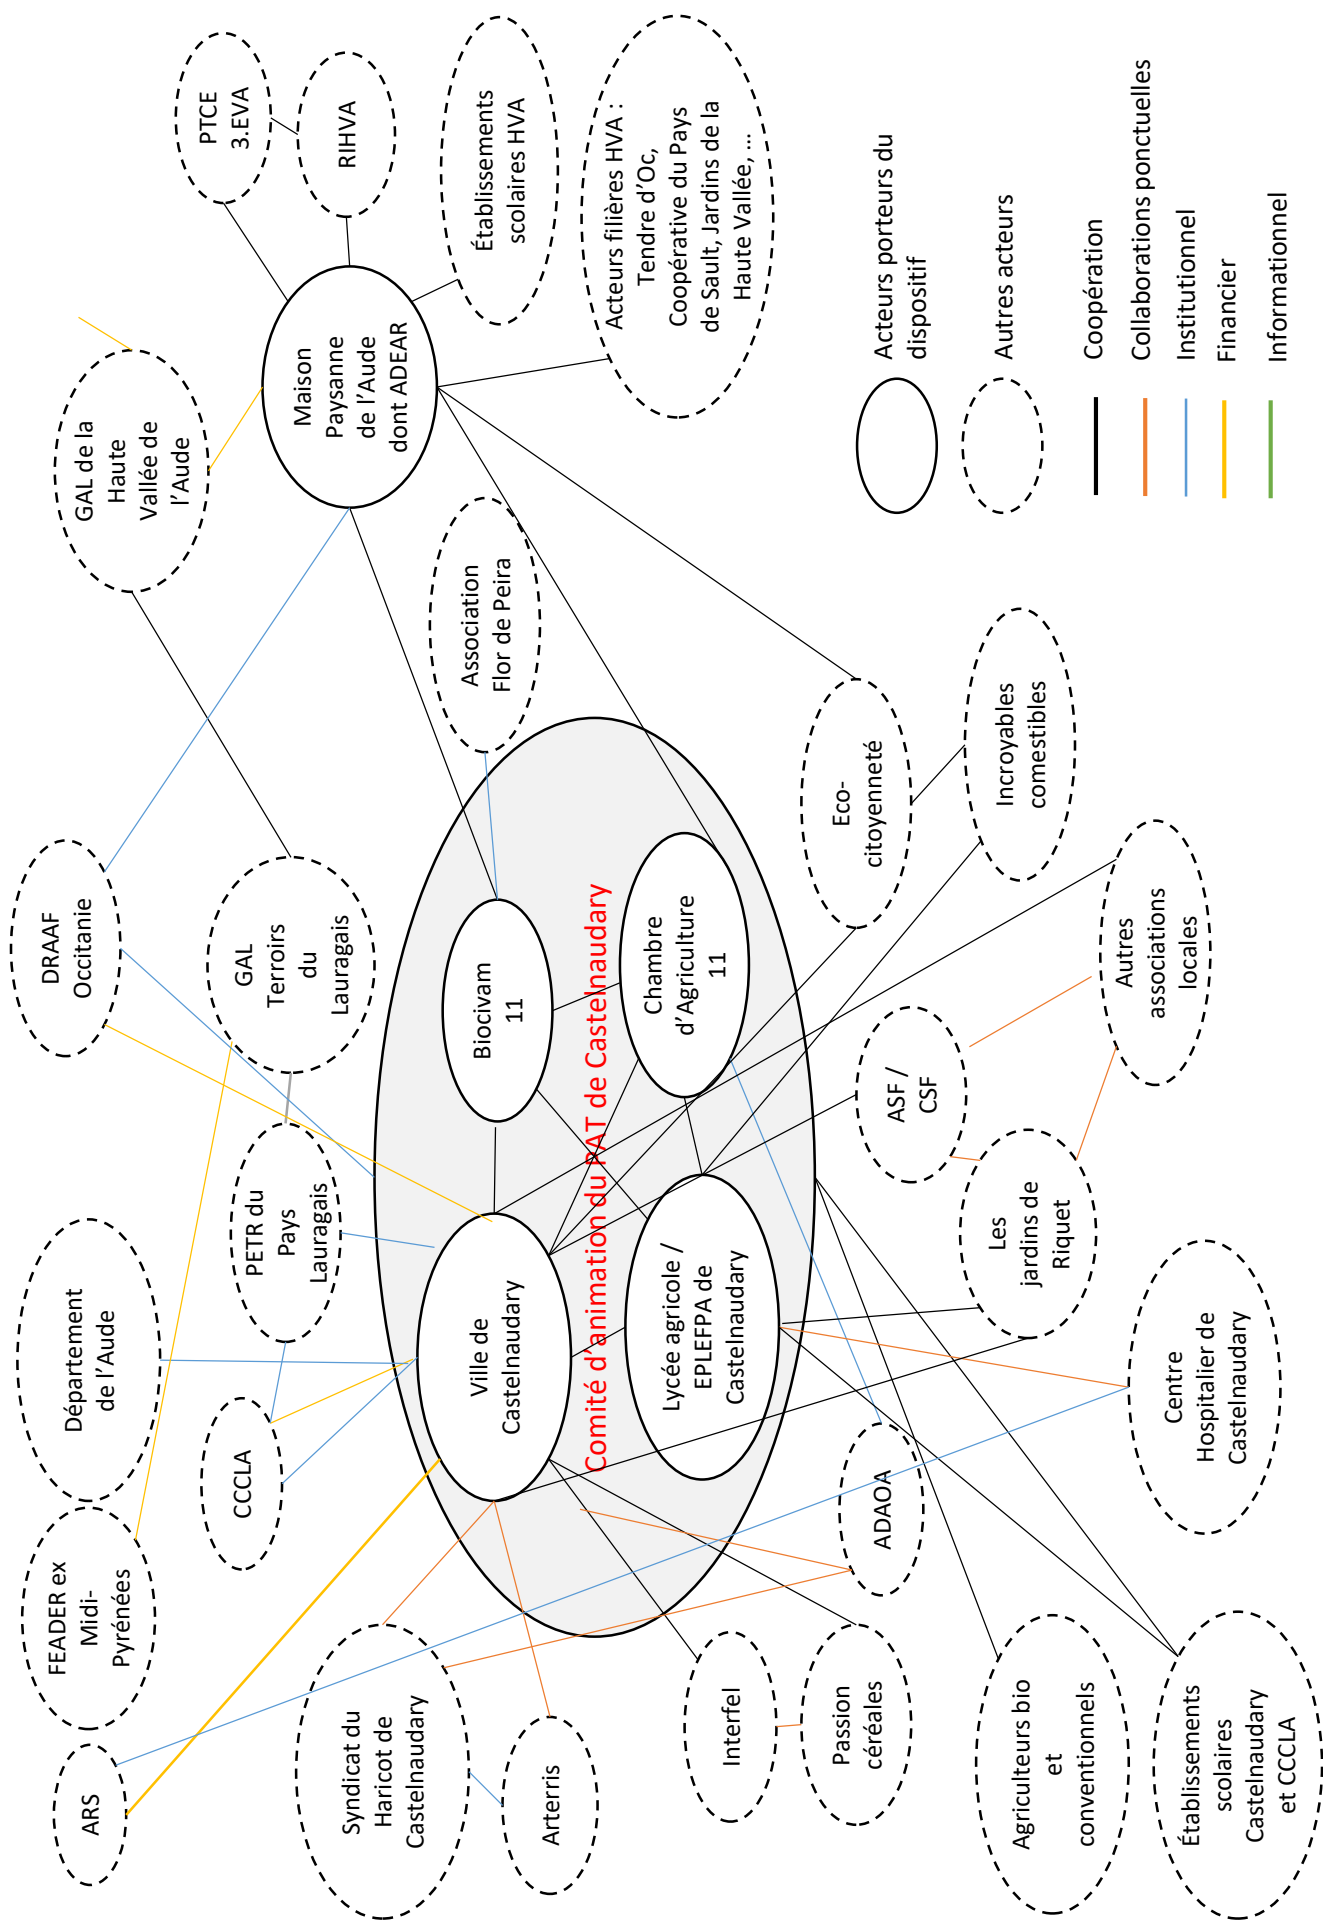 ARS
FEADER ex
Midi-
Pyrénées
Département
de l'Aude
DRAAF
Occitanie
GAL de la
Haute
Vallée de
l'Aude
PTCE
3.EVA
RIHVA
CCCLA
PETR du
Pays
Lauragais
GAL
Terroirs
du
Lauragais
Maison
Paysanne
de l'Aude
dont ADEAR
Établissements
scolaires HVA
Syndicat du
Haricot de
Castelnaudary
Arterris
Ville de
Castelnaudary
Biocivam
11
Association
Flor de Peira
Acteurs filières HVA :
Tendre d'Oc,
Coopérative du Pays
de Sault, Jardins de la
Haute Vallée, ...
Comité d'animation du PAT de Castelnaudary
Lycée agricole /
EPLEFPA de
Castelnaudary
Chambre
d'Agriculture
11
Interfel
Passion
céréales
ADAOA
ASF /
CSF
Eco-
citoyenneté
Incroyables
comestibles
Les
jardins de
Riquet
Autres
associations
locales
Agriculteurs bio
et
conventionnels
Établissements
scolaires
Castelnaudary
et CCCLA
Centre
Hospitalier de
Castelnaudary
Acteurs porteurs du
dispositif
Autres acteurs
Coopération
Collaborations ponctuelles
Institutionnel
Financier
Informationnel